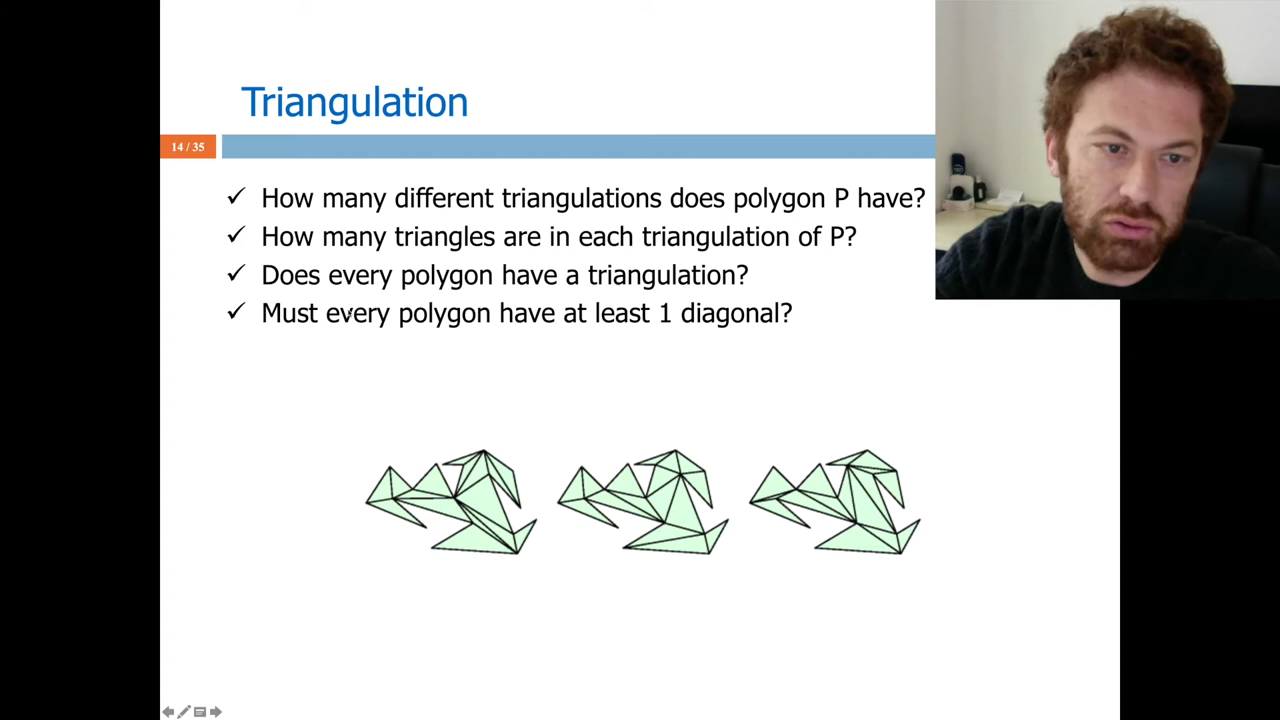 Triangulation
14 / 35
✓ How many different triangulations does polygon P have?
✓ How many triangles are in each triangulation of P?
✓ Does every polygon have a triangulation?
✓ Must every polygon have at least 1 diagonal?